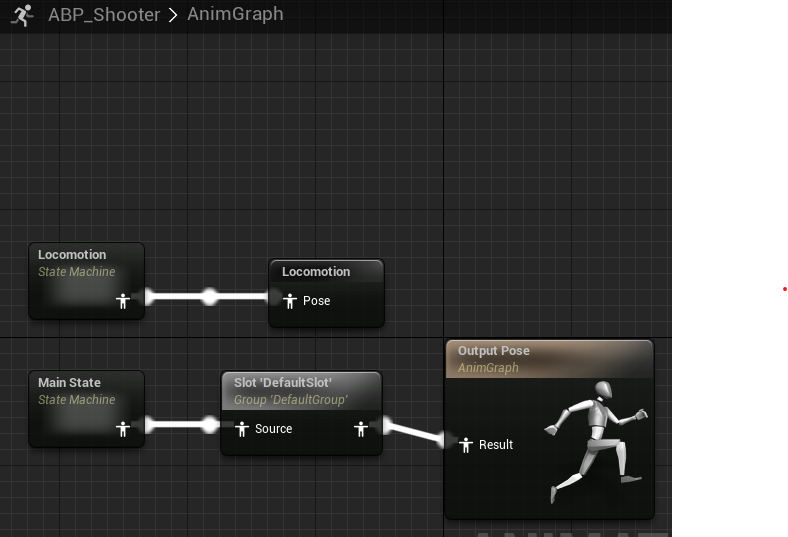 ABP_Shooter > AnimGraph
Locomotion
State Machine
Locomotion
Pose
Main State
State Machine
Slot 'DefaultSlot'
Group 'DefaultGroup'
Source
Output Pose
AnimGraph
Result